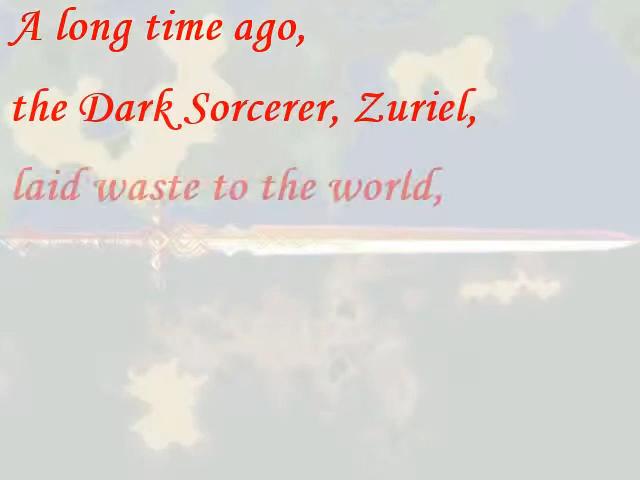 A long time ago,
the Dark Sorcerer, Zuriel,
laid waste to the world,